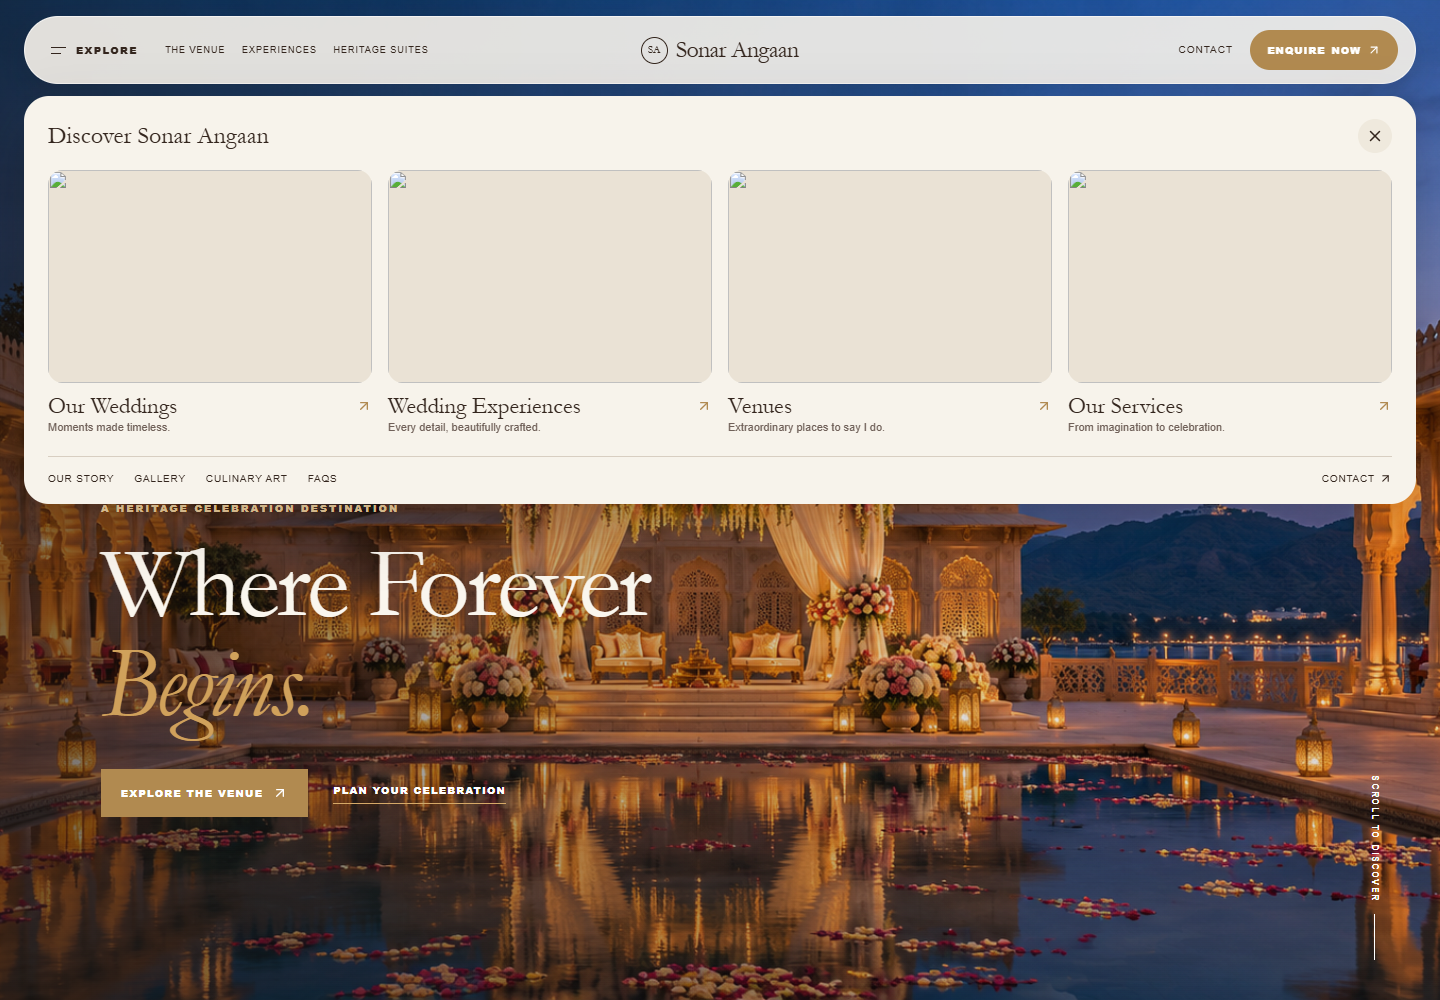 EXPLORE THE VENUE EXPERIENCES HERITAGE SUITES SA Sonar Angaan CONTACT ENQUIRE NOW
Discover Sonar Angaan
Our Weddings
Moments made timeless.
Wedding Experiences
Every detail, beautifully crafted.
Venues
Extraordinary places to say I do.
Our Services
From imagination to celebration.
OUR STORY GALLERY CULINARY ART FAQS CONTACT
A HERITAGE CELEBRATION DESTINATION
Where Forever
Begins.
EXPLORE THE VENUE PLAN YOUR CELEBRATION
SCROLL TO DISCOVER